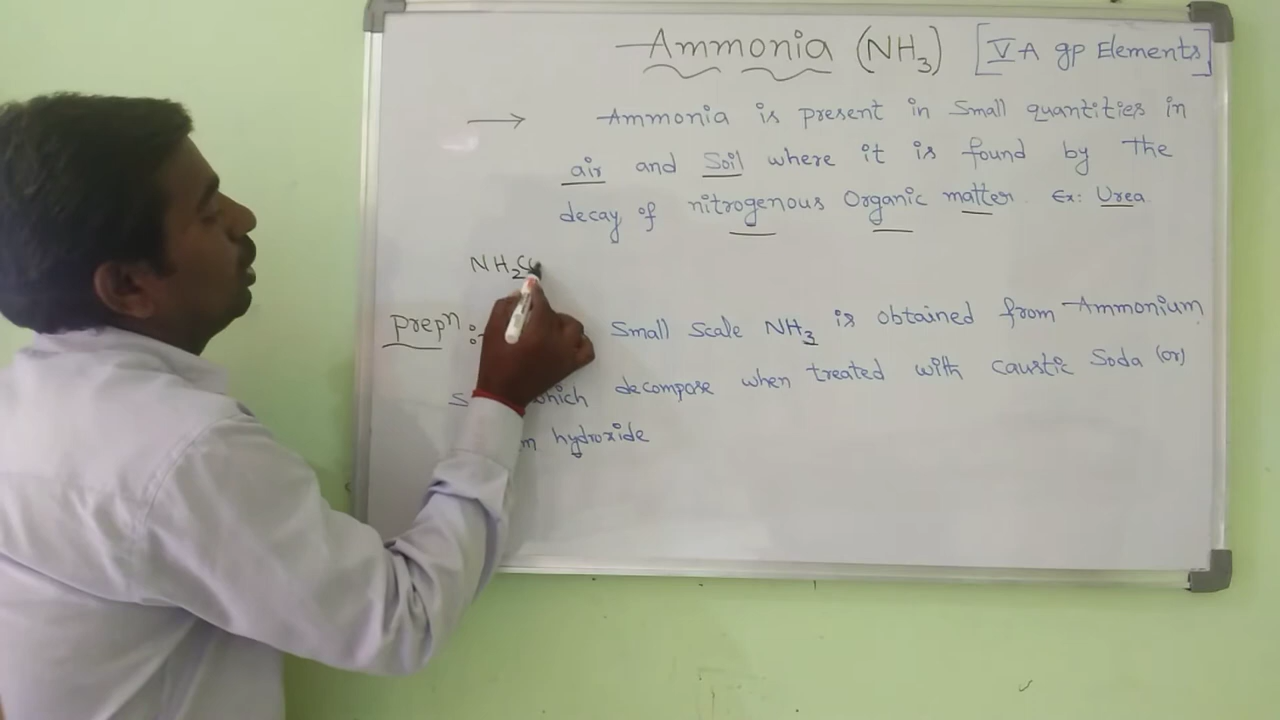 Ammonia (NH₃) [V A gp Elements]
→ Ammonia is present in Small quantities in
air and Soil where it is found by the
decay of nitrogenous Organic matter. Ex: Urea.
NH₂C
Prepⁿ :- Small Scale NH₃ is obtained from Ammonium
which decompose when treated with caustic Soda (or)
hydroxide